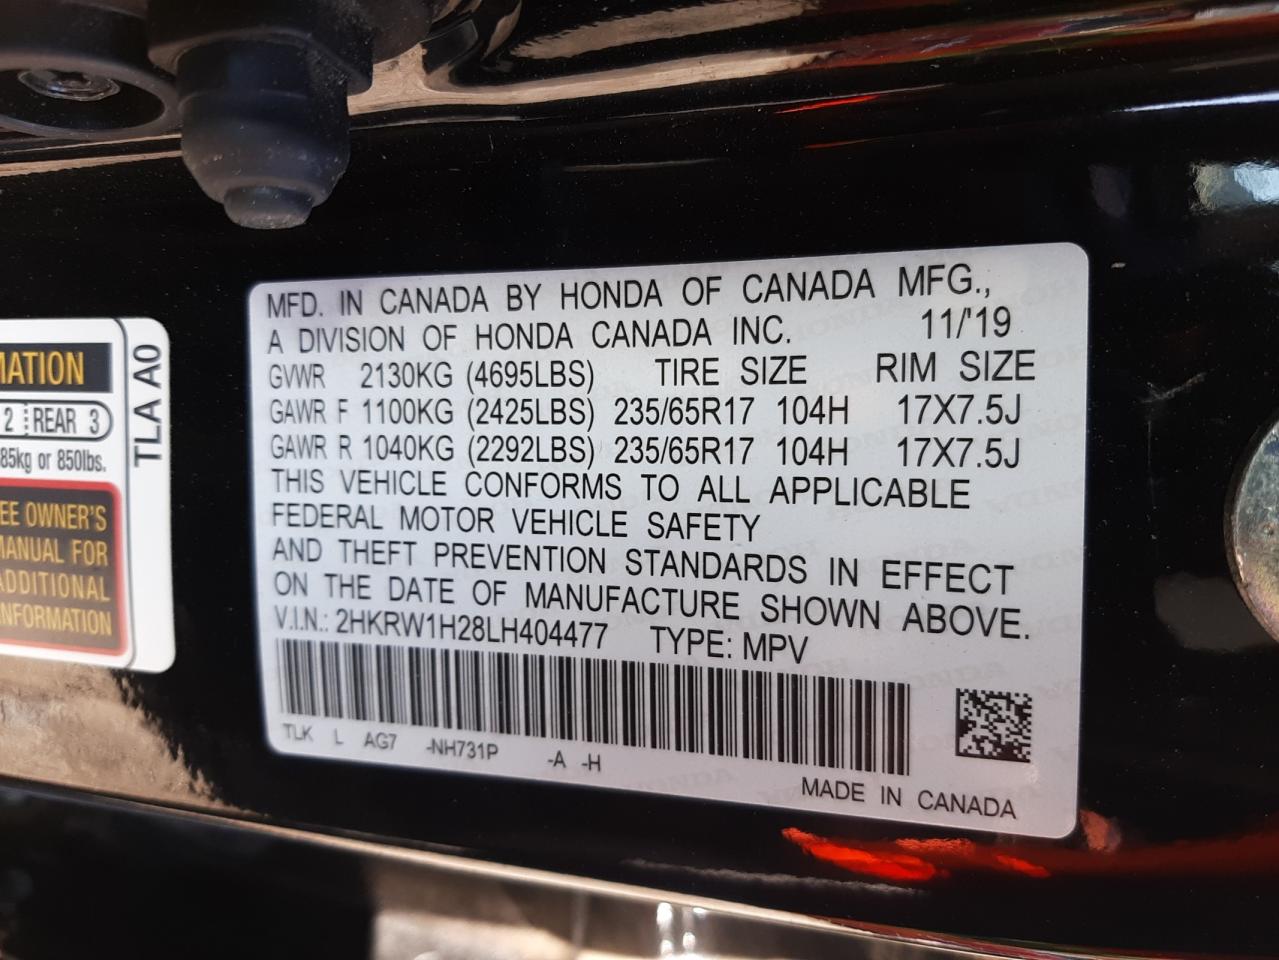 MFD. IN CANADA BY HONDA OF CANADA MFG.,
A DIVISION OF HONDA CANADA INC. 11/'19
GVWR 2130KG (4695LBS) TIRE SIZE RIM SIZE
GAWR F 1100KG (2425LBS) 235/65R17 104H 17X7.5J
GAWR R 1040KG (2292LBS) 235/65R17 104H 17X7.5J
THIS VEHICLE CONFORMS TO ALL APPLICABLE
FEDERAL MOTOR VEHICLE SAFETY
AND THEFT PREVENTION STANDARDS IN EFFECT
ON THE DATE OF MANUFACTURE SHOWN ABOVE.
V.I.N.: 2HKRW1H28LH404477 TYPE: MPV
TLK L AG7 -NH731P -A -H
MADE IN CANADA
MATION
2 REAR 3
85kg or 850lbs.
EE OWNER'S
MANUAL FOR
ADDITIONAL
INFORMATION
TLA A0